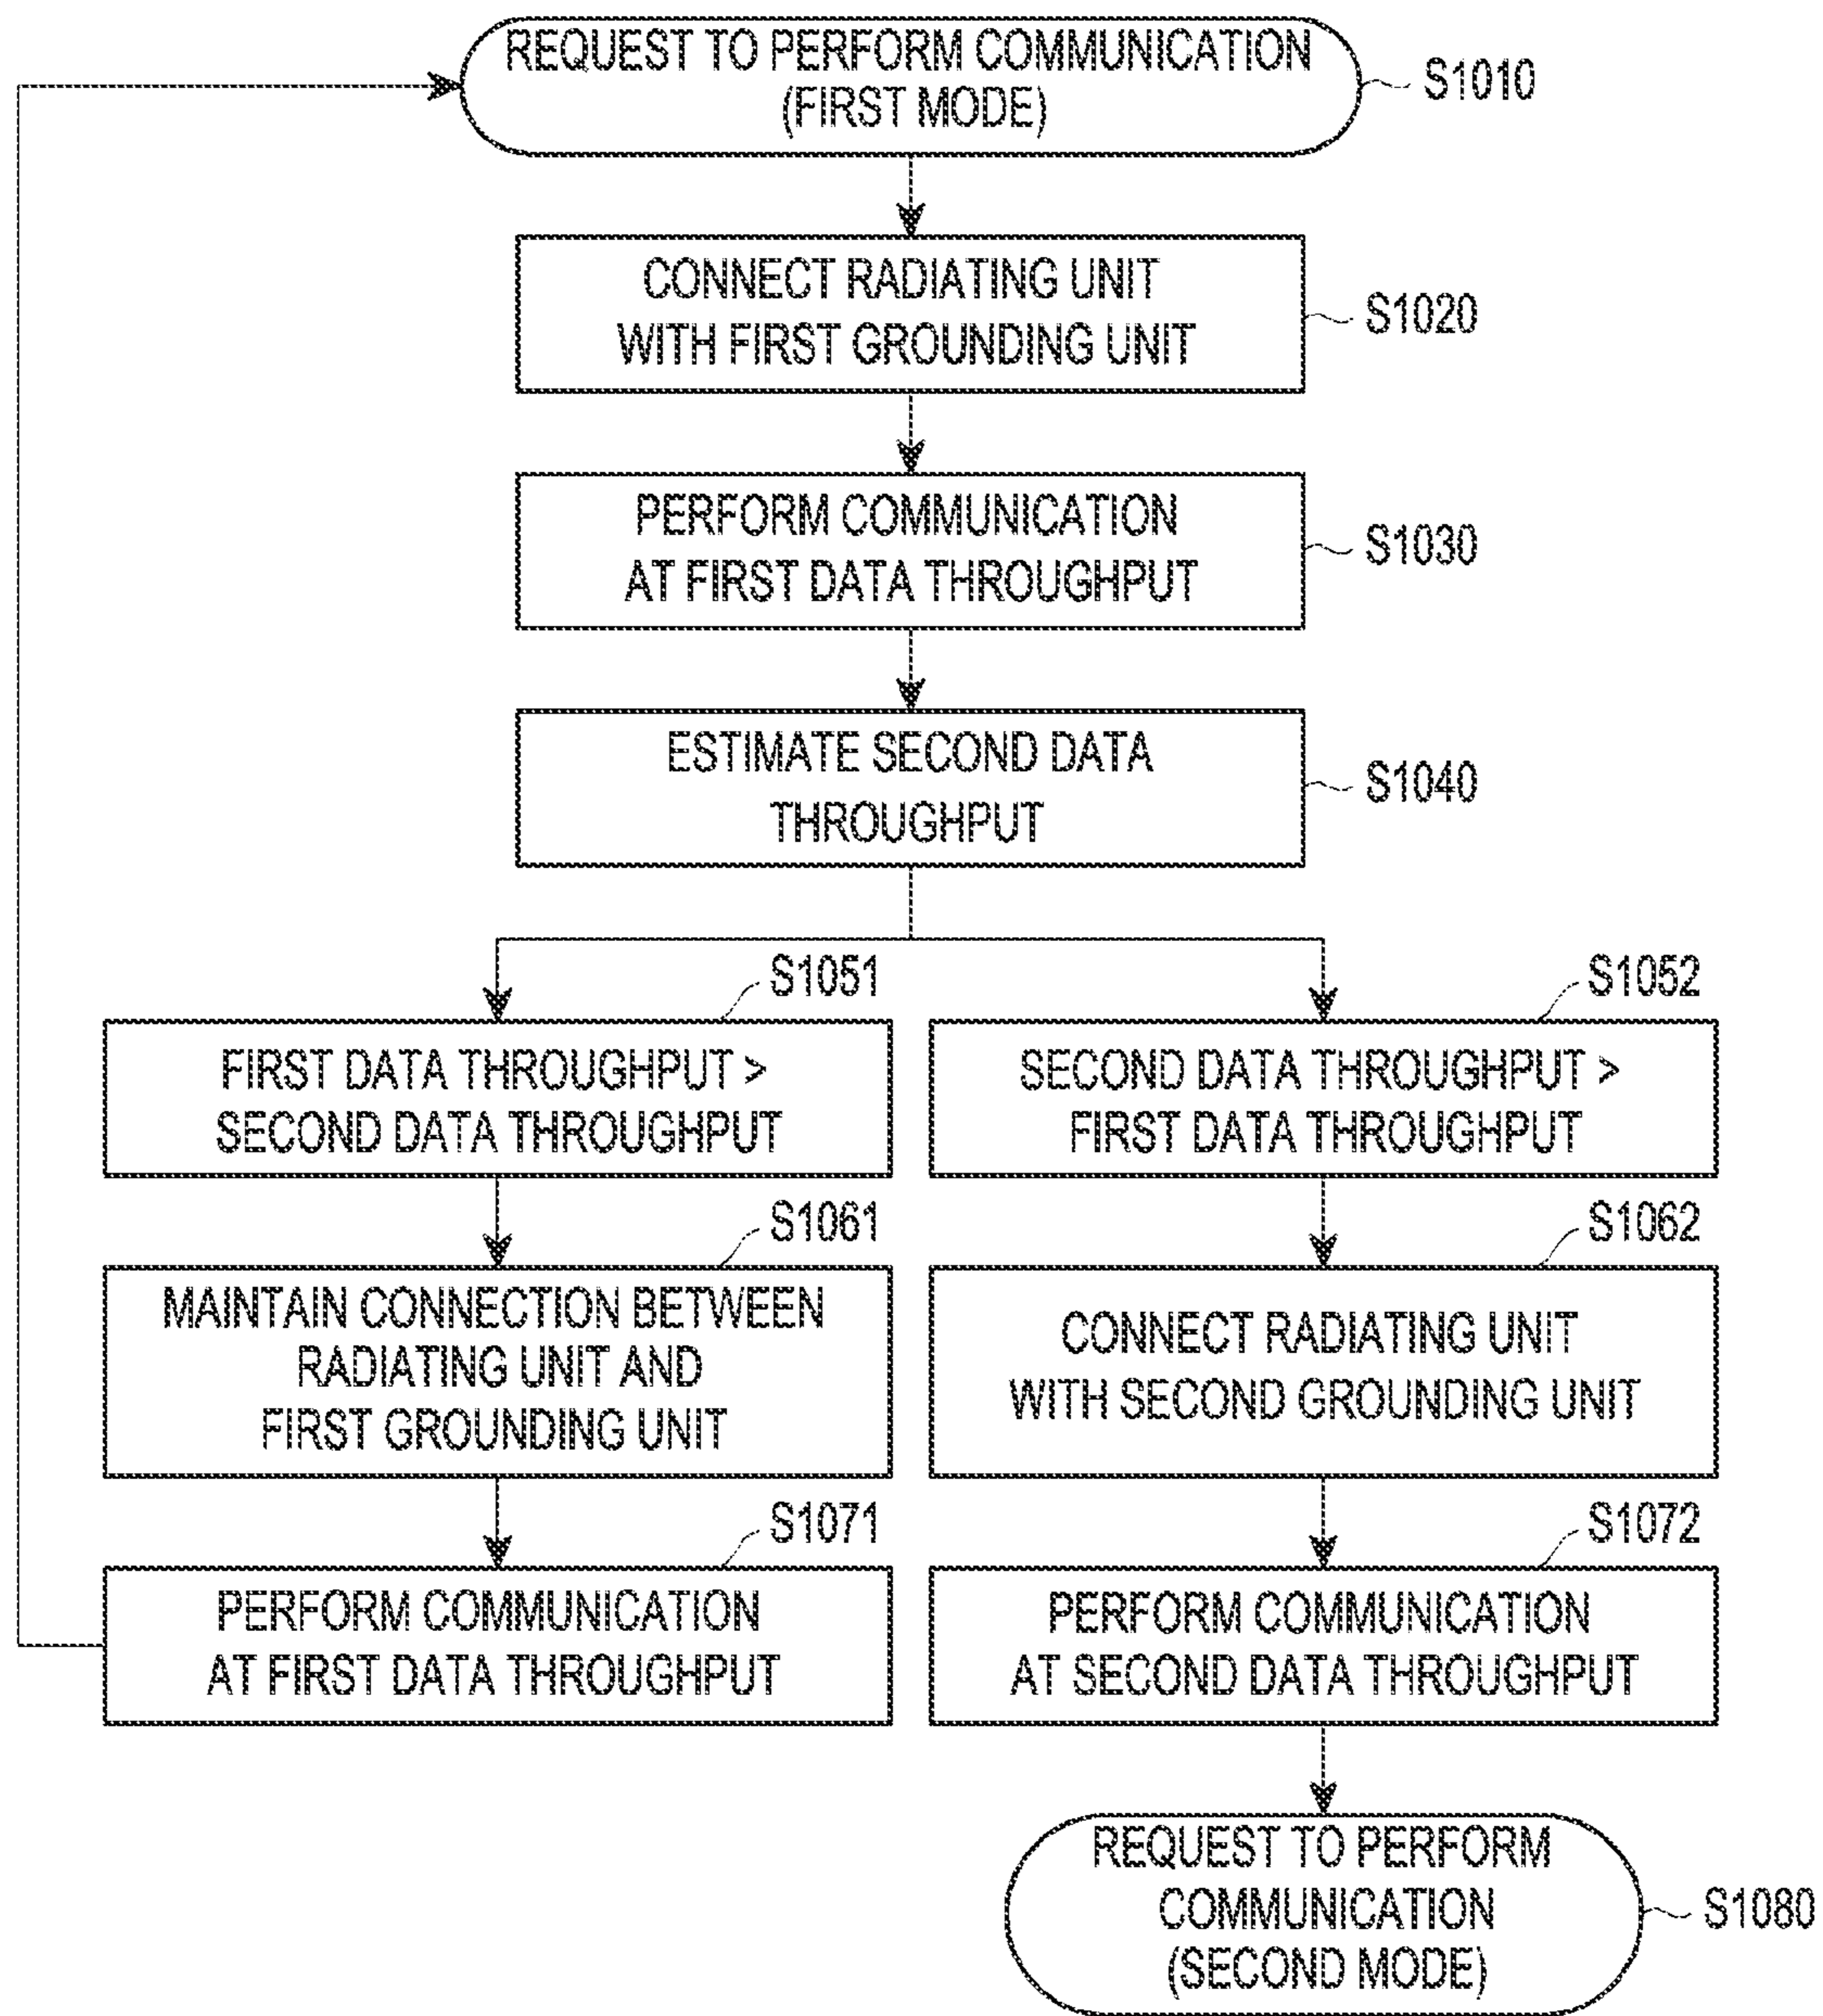 REQUEST TO PERFORM COMMUNICATION
(FIRST MODE)
S1010
CONNECT RADIATING UNIT
WITH FIRST GROUNDING UNIT
S1020
PERFORM COMMUNICATION
AT FIRST DATA THROUGHPUT
S1030
ESTIMATE SECOND DATA
THROUGHPUT
S1040
S1051
FIRST DATA THROUGHPUT >
SECOND DATA THROUGHPUT
S1052
SECOND DATA THROUGHPUT >
FIRST DATA THROUGHPUT
S1061
MAINTAIN CONNECTION BETWEEN
RADIATING UNIT AND
FIRST GROUNDING UNIT
S1062
CONNECT RADIATING UNIT
WITH SECOND GROUNDING UNIT
S1071
PERFORM COMMUNICATION
AT FIRST DATA THROUGHPUT
S1072
PERFORM COMMUNICATION
AT SECOND DATA THROUGHPUT
REQUEST TO PERFORM
COMMUNICATION
(SECOND MODE)
S1080